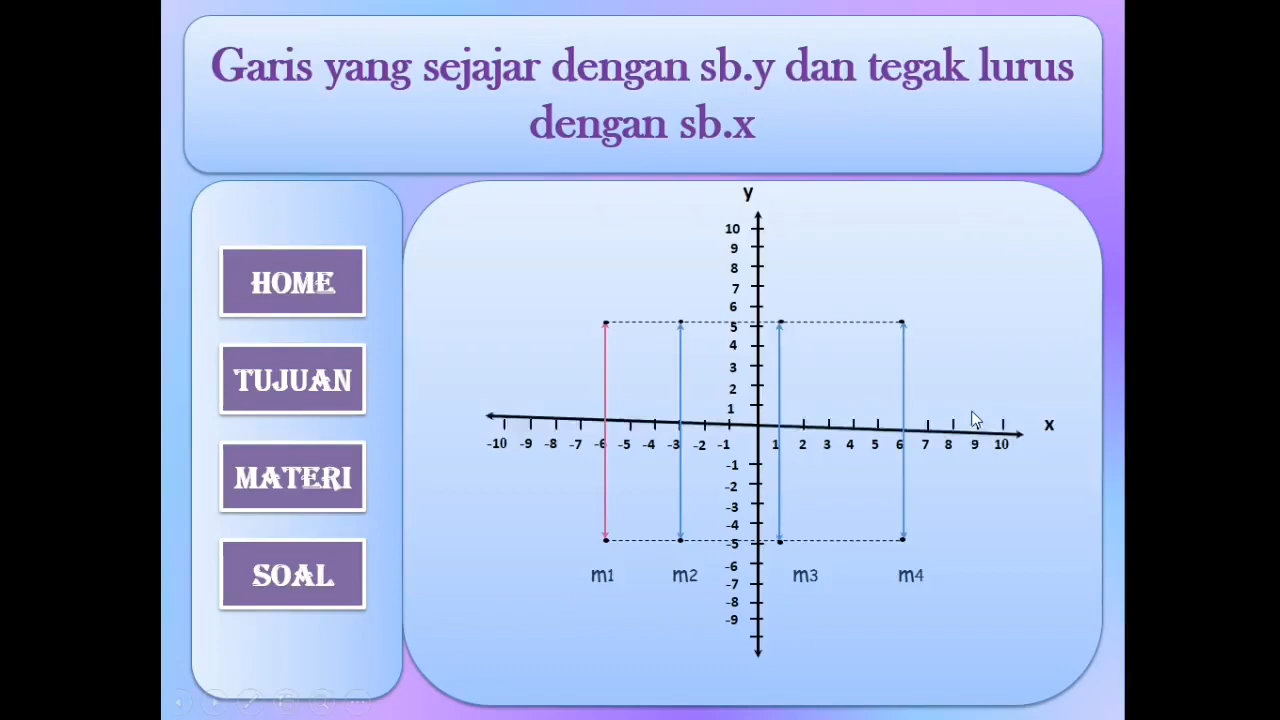 Garis yang sejajar dengan sb.y dan tegak lurus
dengan sb.x
HOME
TUJUAN
MATERI
SOAL
y
10
9
8
7
6
5
4
3
2
1
x
-10 -9 -8 -7 -6 -5 -4 -3 -2 -1 1 2 3 4 5 6 7 8 9 10
-1
-2
-3
-4
-5
-6
-7
-8
-9
m1 m2 m3 m4